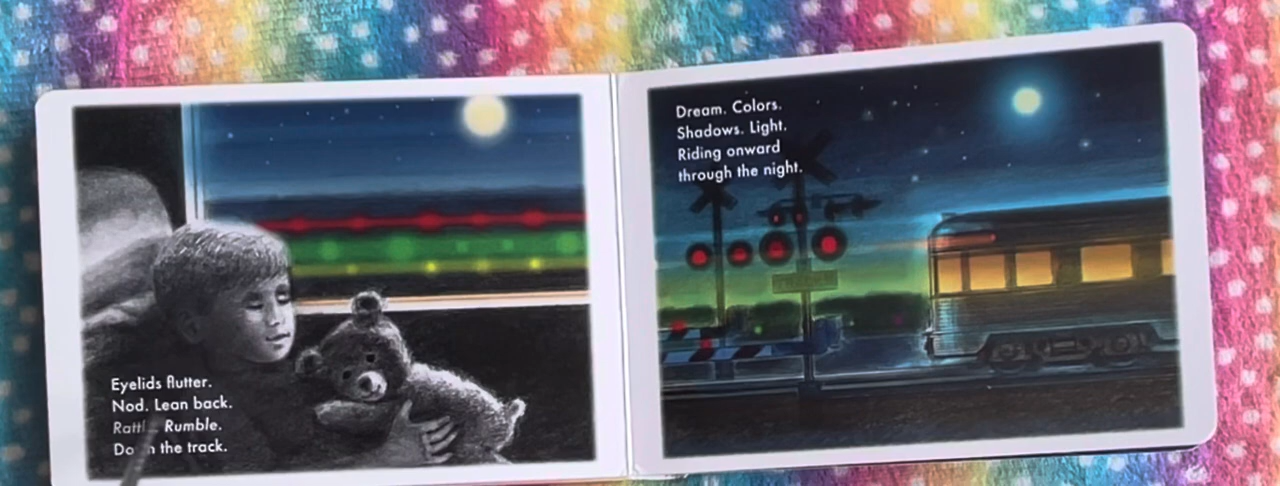 Eyelids flutter.
Nod. Lean back.
Rumble.
the track.
Dream. Colors.
Shadows. Light.
Riding onward
through the night.